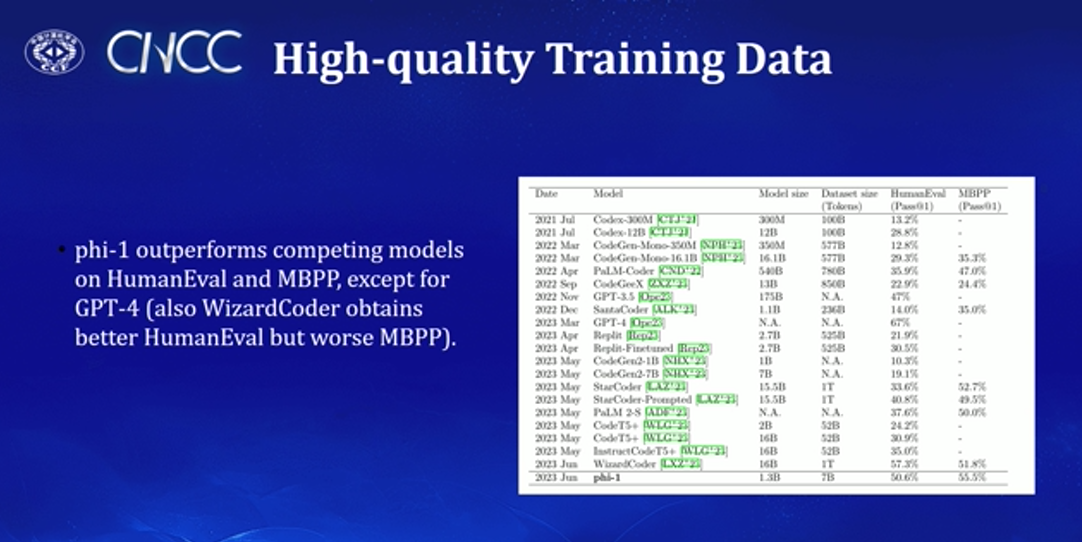 CNCC
High-quality Training Data
• phi-1 outperforms competing models
on HumanEval and MBPP, except for
GPT-4 (also WizardCoder obtains
better HumanEval but worse MBPP).
Date Model Model size Dataset size HumanEval MBPP
(Tokens) (Pass@1) (Pass@1)
2021 Jul Codex-300M [CTJ+21] 300M 100B 13.2% -
2021 Jul Codex-12B [CTJ+21] 12B 100B 28.8% -
2022 Mar CodeGen-Mono-350M [NPH+23] 350M 577B 12.8% -
2022 Mar CodeGen-Mono-16.1B [NPH+23] 16.1B 577B 29.3% 35.3%
2022 Apr PaLM-Coder [CND+22] 540B 780B 35.9% 47.0%
2022 Sep CodeGeeX [ZXZ+23] 13B 850B 22.9% 24.4%
2022 Nov GPT-3.5 [Ope23] 175B N.A. 47% -
2022 Dec SantaCoder [ALK+23] 1.1B 236B 14.0% 35.0%
2023 Mar GPT-4 [Ope23] N.A. N.A. 67% -
2023 Apr Replit [Rep23] 2.7B 525B 21.9% -
2023 Apr Replit-Finetuned [Rep23] 2.7B 525B 30.5% -
2023 May CodeGen2-1B [NHX+23] 1B N.A. 10.3% -
2023 May CodeGen2-7B [NHX+23] 7B N.A. 19.1% -
2023 May StarCoder [LAZ+23] 15.5B 1T 33.6% 52.7%
2023 May StarCoder-Prompted [LAZ+23] 15.5B 1T 40.8% 49.5%
2023 May PaLM 2-S [ADF+23] N.A. N.A. 37.6% 50.0%
2023 May CodeT5+ [WLG+23] 2B 52B 24.2% -
2023 May CodeT5+ [WLG+23] 16B 52B 30.9% -
2023 May InstructCodeT5+ [WLG+23] 16B 52B 35.0% -
2023 Jun WizardCoder [LXZ+23] 16B 1T 57.3% 51.8%
2023 Jun phi-1 1.3B 7B 50.6% 55.5%